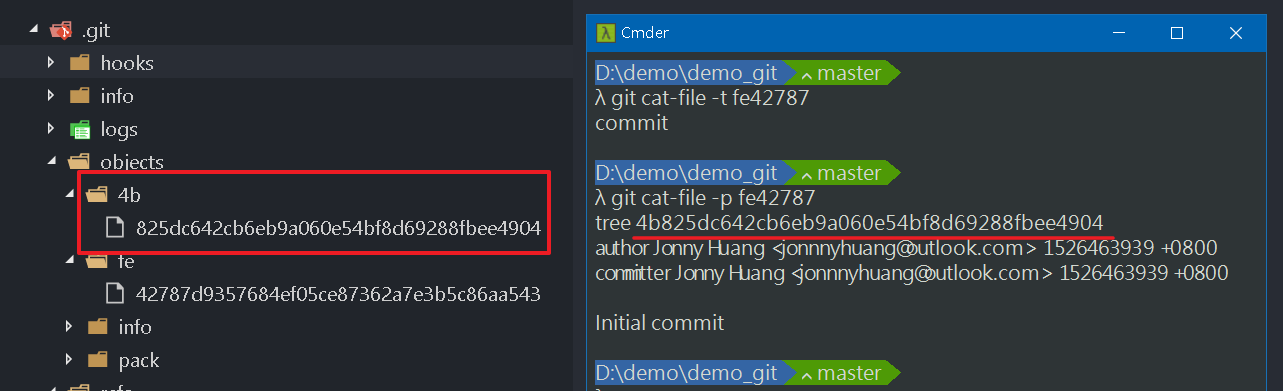 .git
hooks
info
logs
objects
4b
825dc642cb6eb9a060e54bf8d69288fbee4904
fe
42787d9357684ef05ce87362a7e3b5c86aa543
info
pack
refs
Cmder
D:\demo\demo_git master
λ git cat-file -t fe42787
commit
D:\demo\demo_git master
λ git cat-file -p fe42787
tree 4b825dc642cb6eb9a060e54bf8d69288fbee4904
author Jonny Huang <jonnnyhuang@outlook.com> 1526463939 +0800
committer Jonny Huang <jonnnyhuang@outlook.com> 1526463939 +0800
Initial commit
D:\demo\demo_git master
λ